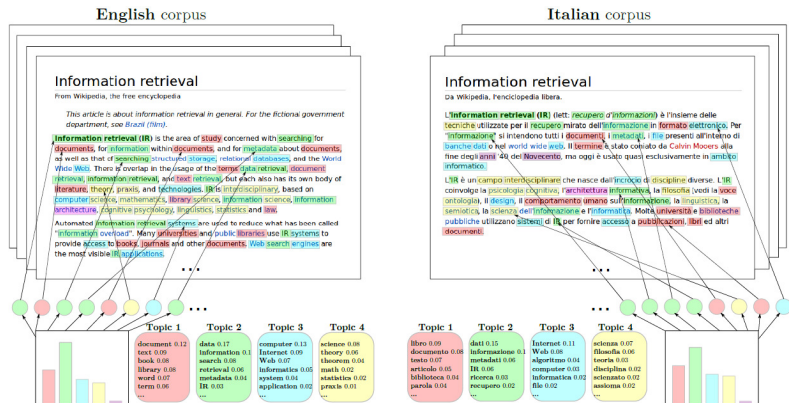 English corpus
Information retrieval
From Wikipedia, the free encyclopedia
This article is about information retrieval in general. For the fictional government
department, see Brazil (film).
Information retrieval (IR) is the area of study concerned with searching for
documents, for information within documents, and for metadata about documents,
as well as that of searching structured storage, relational databases, and the World
Wide Web. There is overlap in the usage of the terms data retrieval, document
retrieval, information retrieval, and text retrieval, but each also has its own body of
literature, theory, praxis, and technologies. IR is interdisciplinary, based on
computer science, mathematics, library science, information science, information
architecture, cognitive psychology, linguistics, statistics and law.
Automated information retrieval systems are used to reduce what has been called
"information overload". Many universities and public libraries use IR systems to
provide access to books, journals and other documents. Web search engines are
the most visible IR applications.
...
...
Topic 1
document 0.12
text 0.09
book 0.08
library 0.08
word 0.07
term 0.06
...
Topic 2
data 0.17
information 0.1
search 0.08
retrieval 0.06
metadata 0.04
IR 0.03
...
Topic 3
computer 0.13
Internet 0.09
Web 0.07
informatics 0.05
system 0.04
application 0.02
...
Topic 4
science 0.08
theory 0.06
theorem 0.04
math 0.02
statistics 0.02
praxis 0.01
...
Italian corpus
Information retrieval
Da Wikipedia, l'enciclopedia libera.
L'Information retrieval (IR) (lett: recupero d'informazioni) è l'insieme delle
tecniche utilizzate per il recupero mirato dell'informazione in formato elettronico. Per
"informazione" si intendono tutti i documenti, i metadati, i file presenti all'interno di
banche dati o nel world wide web. Il termine è stato coniato da Calvin Mooers alla
fine degli anni '40 del Novecento, ma oggi è usato quasi esclusivamente in ambito
informatico.
L'IR è un campo interdisciplinare che nasce dall'incrocio di discipline diverse. L'IR
coinvolge la psicologia cognitiva, l'architettura informativa, la filosofia (vedi la voce
ontologia), il design, il comportamento umano sull'informazione, la linguistica, la
semiotica, la scienza dell'informazione e l'informatica. Molte università e biblioteche
pubbliche utilizzano sistemi di IR per fornire accesso a pubblicazioni, libri ed altri
documenti.
...
...
Topic 1
libro 0.09
documento 0.08
testo 0.07
articolo 0.05
biblioteca 0.04
parola 0.04
...
Topic 2
dati 0.15
informazione 0.1
metadati 0.06
IR 0.06
ricerca 0.03
recupero 0.03
...
Topic 3
Internet 0.11
Web 0.08
algoritmo 0.04
computer 0.03
informatica 0.02
file 0.02
...
Topic 4
scienza 0.07
filosofia 0.06
teoria 0.03
disciplina 0.02
scienzato 0.02
assioma 0.02
...